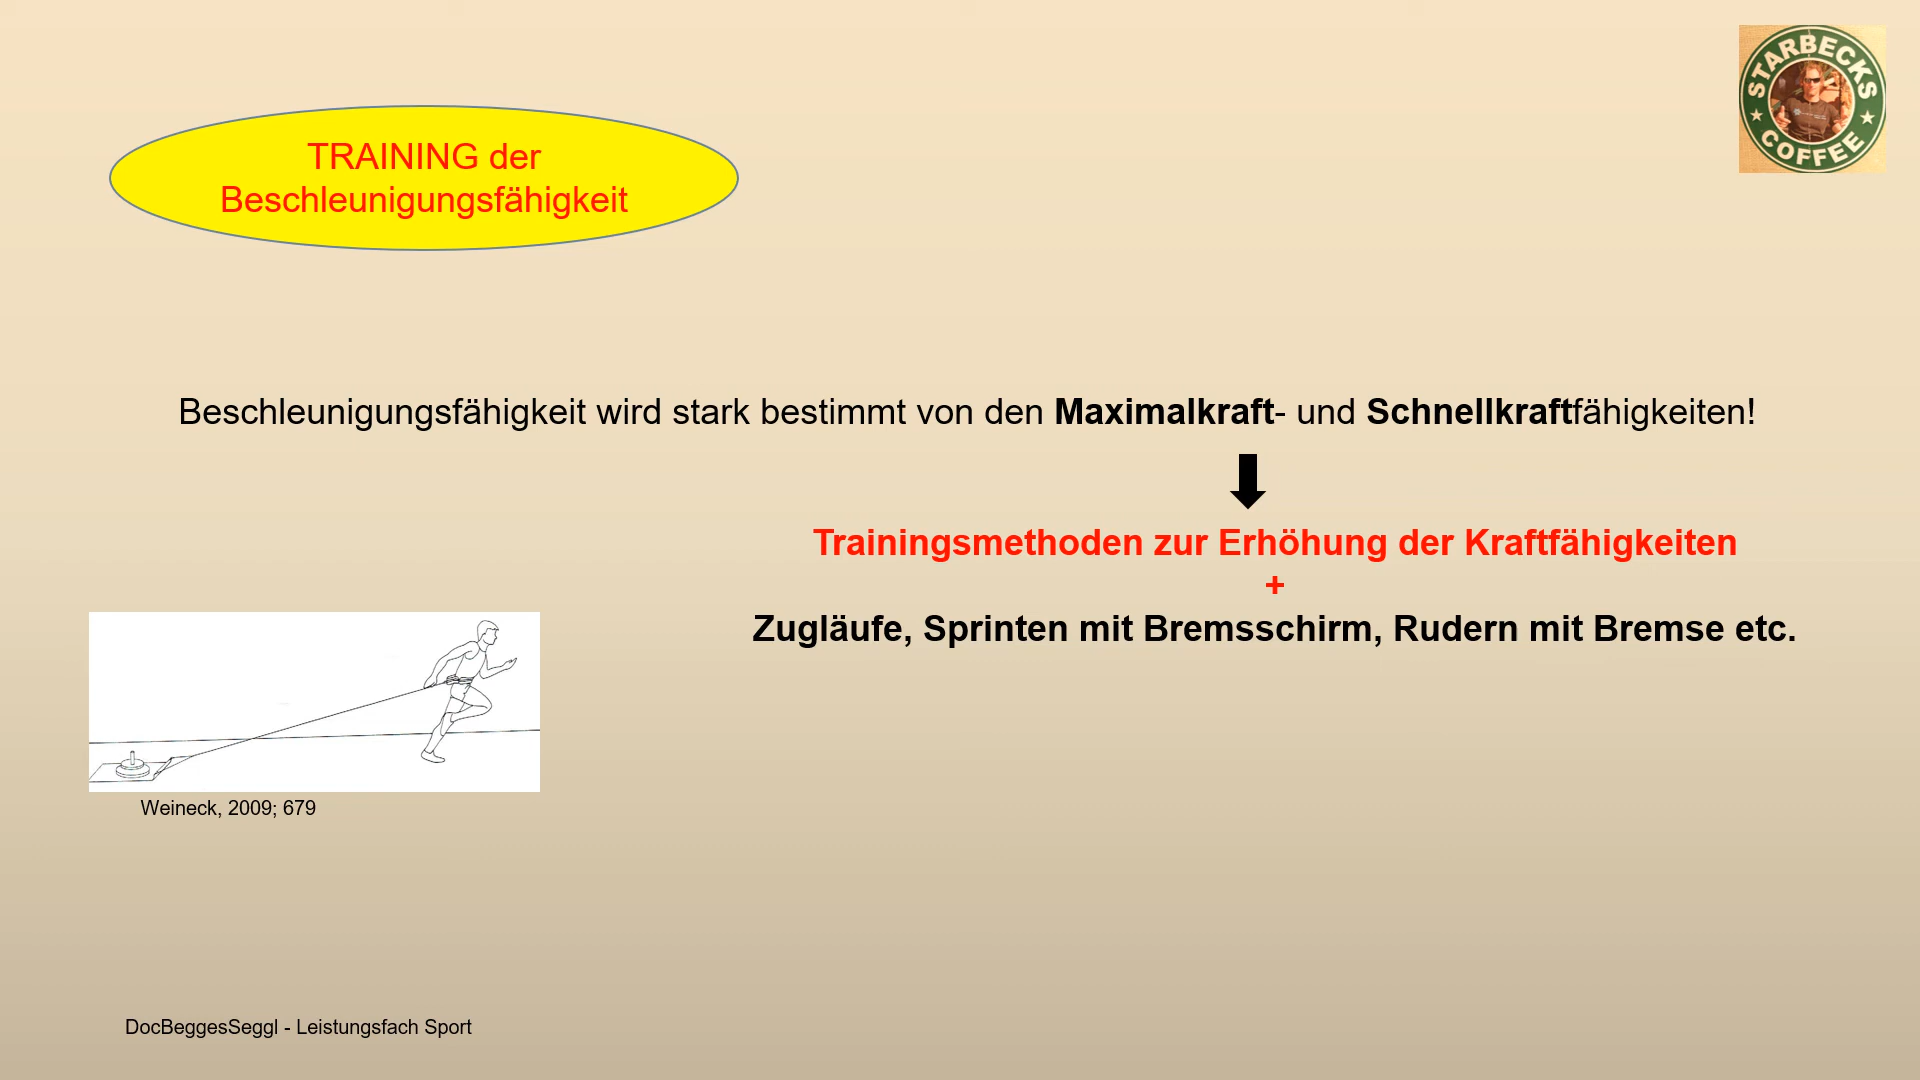 STARBECKS
COFFEE
TRAINING der
Beschleunigungsfähigkeit
Beschleunigungsfähigkeit wird stark bestimmt von den Maximalkraft- und Schnellkraftfähigkeiten!
Trainingsmethoden zur Erhöhung der Kraftfähigkeiten
+
Zugläufe, Sprinten mit Bremsschirm, Rudern mit Bremse etc.
Weineck, 2009; 679
DocBeggesSeggl - Leistungsfach Sport